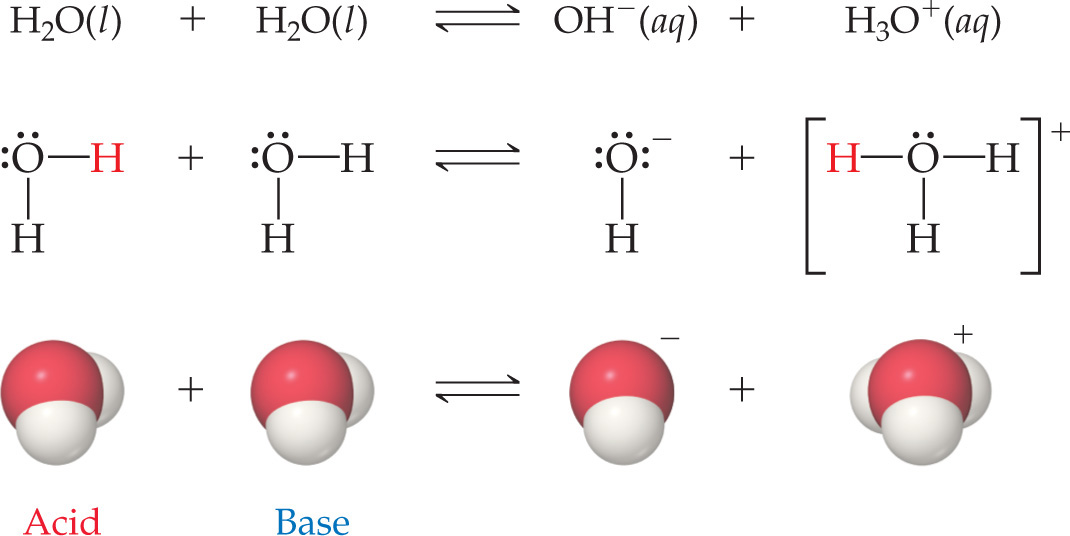 H₂O(l) + H₂O(l) ⇌ OH⁻(aq) + H₃O⁺(aq)
:Ö—H + :Ö—H ⇌ :Ö:⁻ + [H—Ö—H]⁺
H H H H
+ ⇌ ⁻ + ⁺
Acid Base